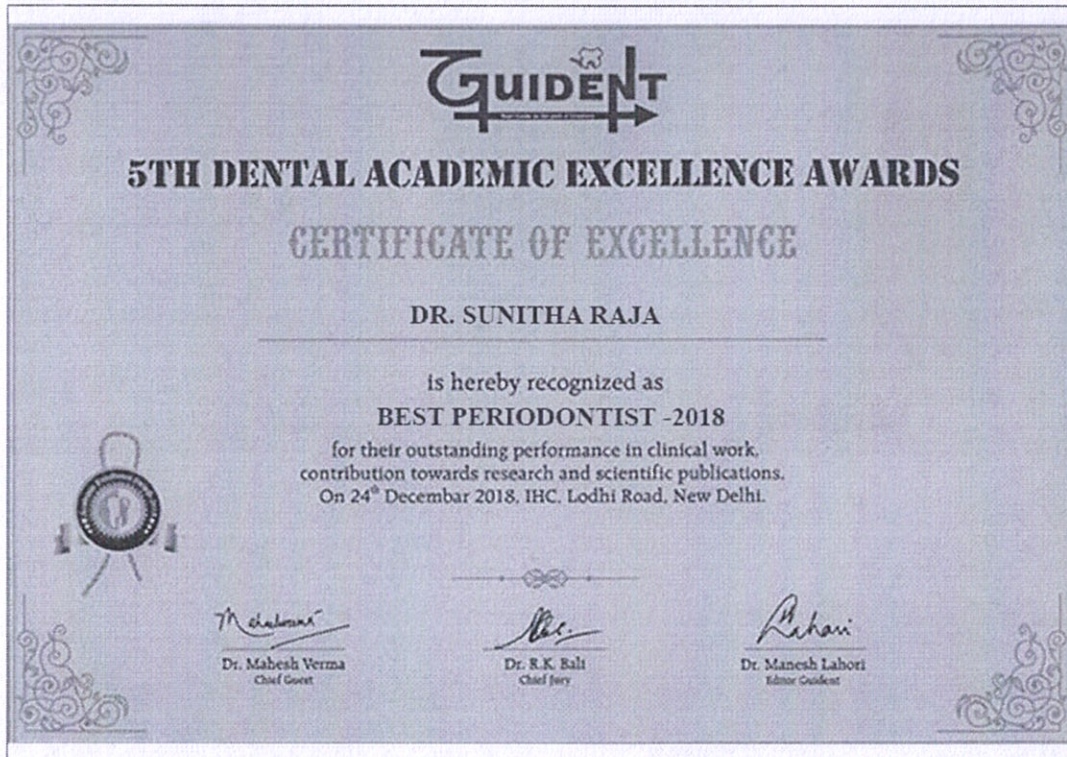 GUIDENT
5TH DENTAL ACADEMIC EXCELLENCE AWARDS
CERTIFICATE OF EXCELLENCE
DR. SUNITHA RAJA
is hereby recognized as
BEST PERIODONTIST -2018
for their outstanding performance in clinical work,
contribution towards research and scientific publications.
On 24th Decembar 2018, IHC, Lodhi Road, New Delhi.
Dr. Mahesh Verma
Chief Guest
Dr. R.K. Bali
Chief Jury
Dr. Manesh Lahori
Editor Guident